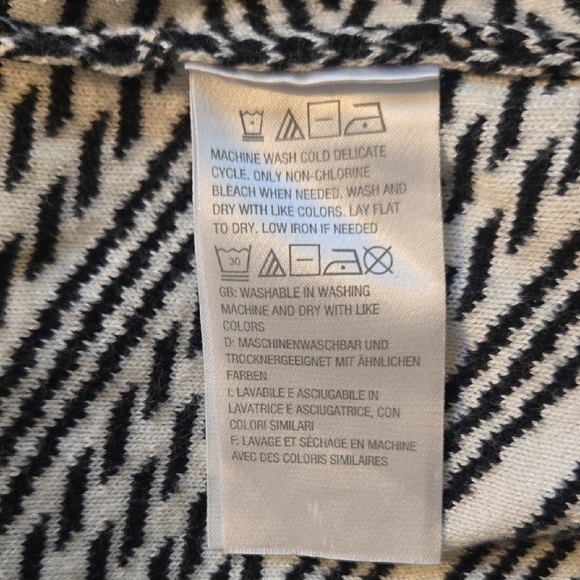 MACHINE WASH COLD DELICATE
CYCLE. ONLY NON-CHLORINE
BLEACH WHEN NEEDED. WASH AND
DRY WITH LIKE COLORS. LAY FLAT
TO DRY. LOW IRON IF NEEDED
30
GB: WASHABLE IN WASHING
MACHINE AND DRY WITH LIKE
COLORS
D: MASCHINENWASCHBAR UND
TROCKNERGEEIGNET MIT ÄHNLICHEN
FARBEN
I: LAVABILE E ASCIUGABILE IN
LAVATRICE E ASCIUGATRICE, CON
COLORI SIMILARI
F: LAVAGE ET SÉCHAGE EN MACHINE
AVEC DES COLORIS SIMILAIRES